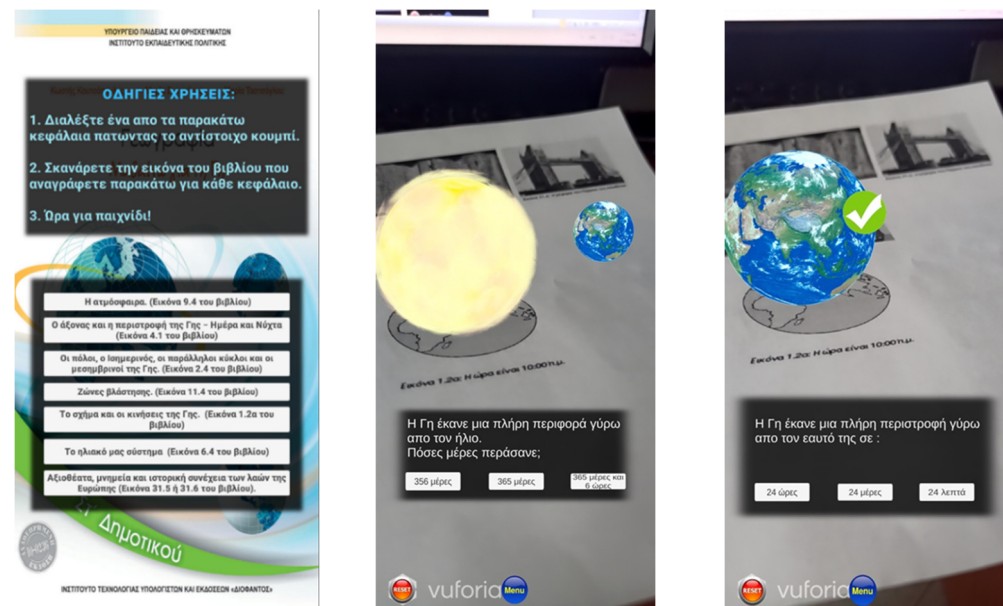 ΥΠΟΥΡΓΕΙΟ ΠΑΙΔΕΙΑΣ ΚΑΙ ΘΡΗΣΚΕΥΜΑΤΩΝ
ΙΝΣΤΙΤΟΥΤΟ ΕΚΠΑΙΔΕΥΤΙΚΗΣ ΠΟΛΙΤΙΚΗΣ
ΟΔΗΓΙΕΣ ΧΡΗΣΕΙΣ:
1. Διαλέξτε ένα απο τα παρακάτω
κεφάλαια πατώντας το αντίστοιχο κουμπί.
Γεωγραφία
2. Σκανάρετε την εικόνα του βιβλίου που
αναγράφετε παρακάτω για κάθε κεφάλαιο.
3. Ώρα για παιχνίδι!
Η ατμόσφαιρα. (Εικόνα 9.4 του βιβλίου)
Ο άξονας και η περιστροφή της Γης – Ημέρα και Νύχτα
(Εικόνα 4.1 του βιβλίου)
Οι πόλοι, ο Ισημερινός, οι παράλληλοι κύκλοι και οι
μεσημβρινοί της Γης. (Εικόνα 2.4 του βιβλίου)
Ζώνες βλάστησης. (Εικόνα 11.4 του βιβλίου)
Το σχήμα και οι κινήσεις της Γης. (Εικόνα 1.2α του
βιβλίου)
Το ηλιακό μας σύστημα (Εικόνα 6.4 του βιβλίου)
Αξιοθέατα, μνημεία και ιστορική συνέχεια των λαών της
Ευρώπης (Εικόνα 31.5 ή 31.6 του βιβλίου).
ΣΤ΄ Δημοτικού
ΙΝΣΤΙΤΟΥΤΟ ΤΕΧΝΟΛΟΓΙΑΣ ΥΠΟΛΟΓΙΣΤΩΝ ΚΑΙ ΕΚΔΟΣΕΩΝ «ΔΙΟΦΑΝΤΟΣ»
Εικόνα 1.2α: Η ώρα είναι 10:00π.μ.
Η Γη έκανε μια πλήρη περιφορά γύρω
απο τον ήλιο.
Πόσες μέρες περάσανε;
356 μέρες
365 μέρες
365 μέρες και
6 ώρες
RESET
vuforia
Menu
Εικόνα 1.2α: Η ώρα είναι 10:00π.μ.
Η Γη έκανε μια πλήρη περιστροφή γύρω
απο τον εαυτό της σε :
24 ώρες
24 μέρες
24 λεπτά
RESET
vuforia
Menu